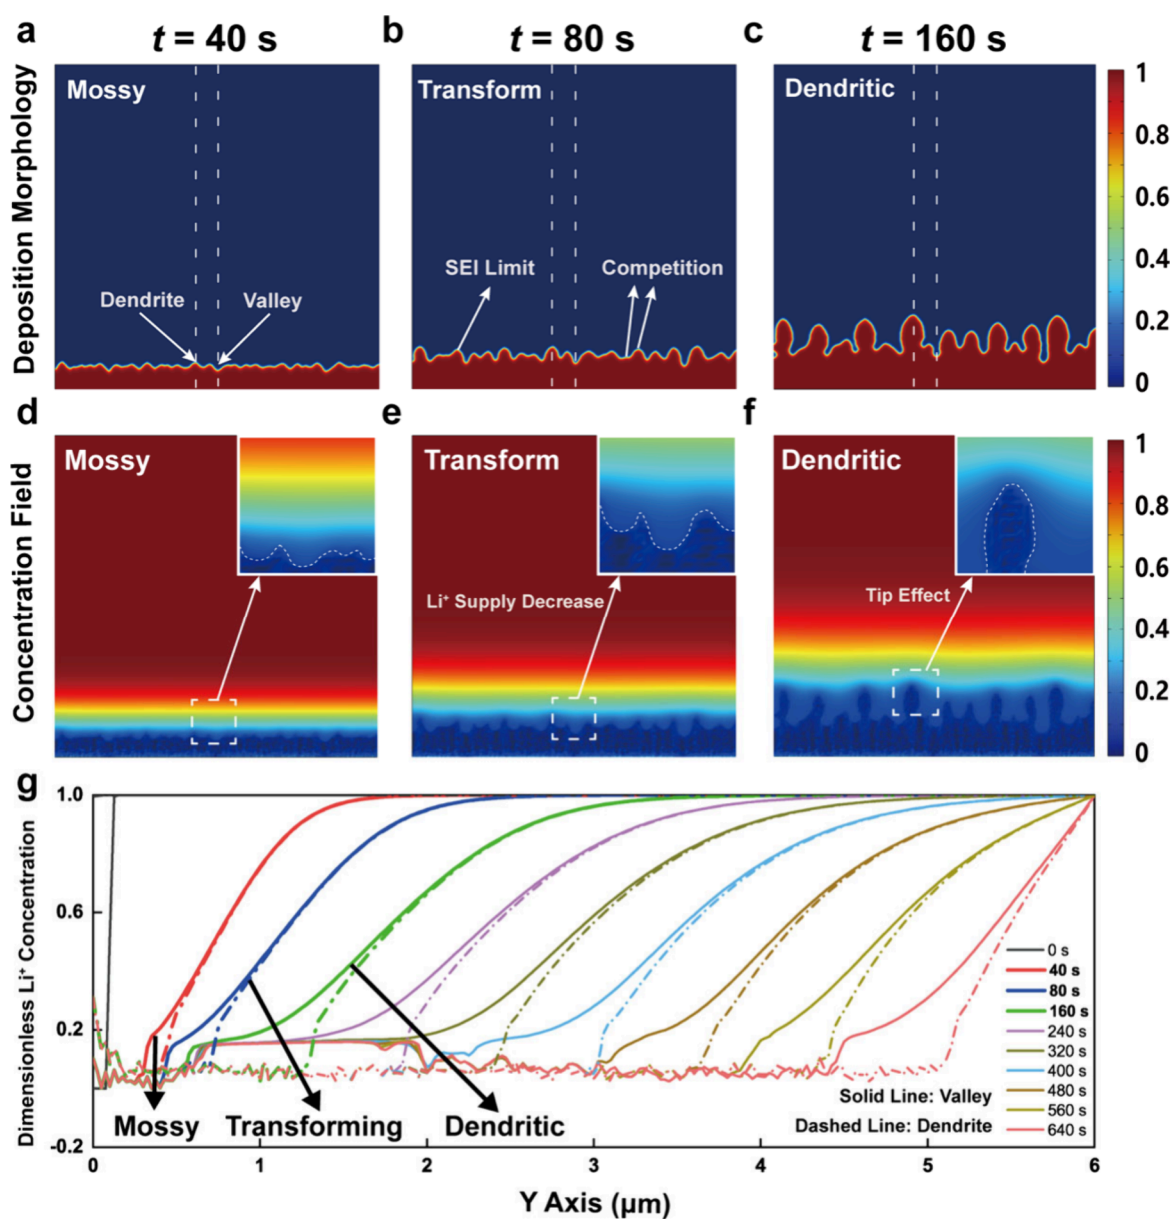 a
t = 40 s
b
t = 80 s
c
t = 160 s
Deposition Morphology
Mossy
Dendrite
Valley
Transform
SEI Limit
Competition
Dendritic
1
0.8
0.6
0.4
0.2
0
d
e
f
Concentration Field
Mossy
Transform
Li⁺ Supply Decrease
Dendritic
Tip Effect
1
0.8
0.6
0.4
0.2
0
g
Dimensionless Li⁺ Concentration
1.0
0.6
0.2
-0.2
Mossy
Transforming
Dendritic
0 s
40 s
80 s
160 s
240 s
320 s
400 s
480 s
560 s
640 s
Solid Line: Valley
Dashed Line: Dendrite
0 1 2 3 4 5 6
Y Axis (μm)